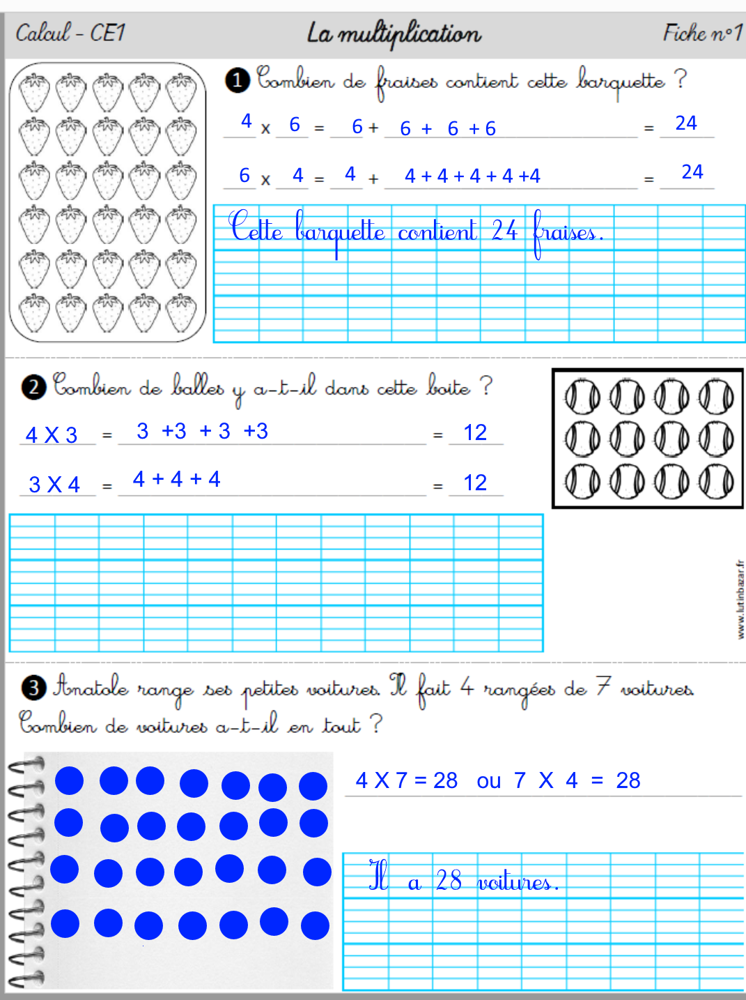 Calcul - CE1 La multiplication Fiche n°1
1 Combien de fraises contient cette barquette ?
4 x 6 = 6 + 6 + 6 + 6 = 24
6 x 4 = 4 + 4 + 4 + 4 + 4 +4 = 24
Cette barquette contient 24 fraises.
2 Combien de balles y a-t-il dans cette boite ?
4 X 3 = 3 +3 + 3 +3 = 12
3 X 4 = 4 + 4 + 4 = 12
www.lutinbazar.fr
3 Anatole range ses petites voitures. Il fait 4 rangées de 7 voitures.
Combien de voitures a-t-il en tout ?
4 X 7 = 28 ou 7 X 4 = 28
Il a 28 voitures.